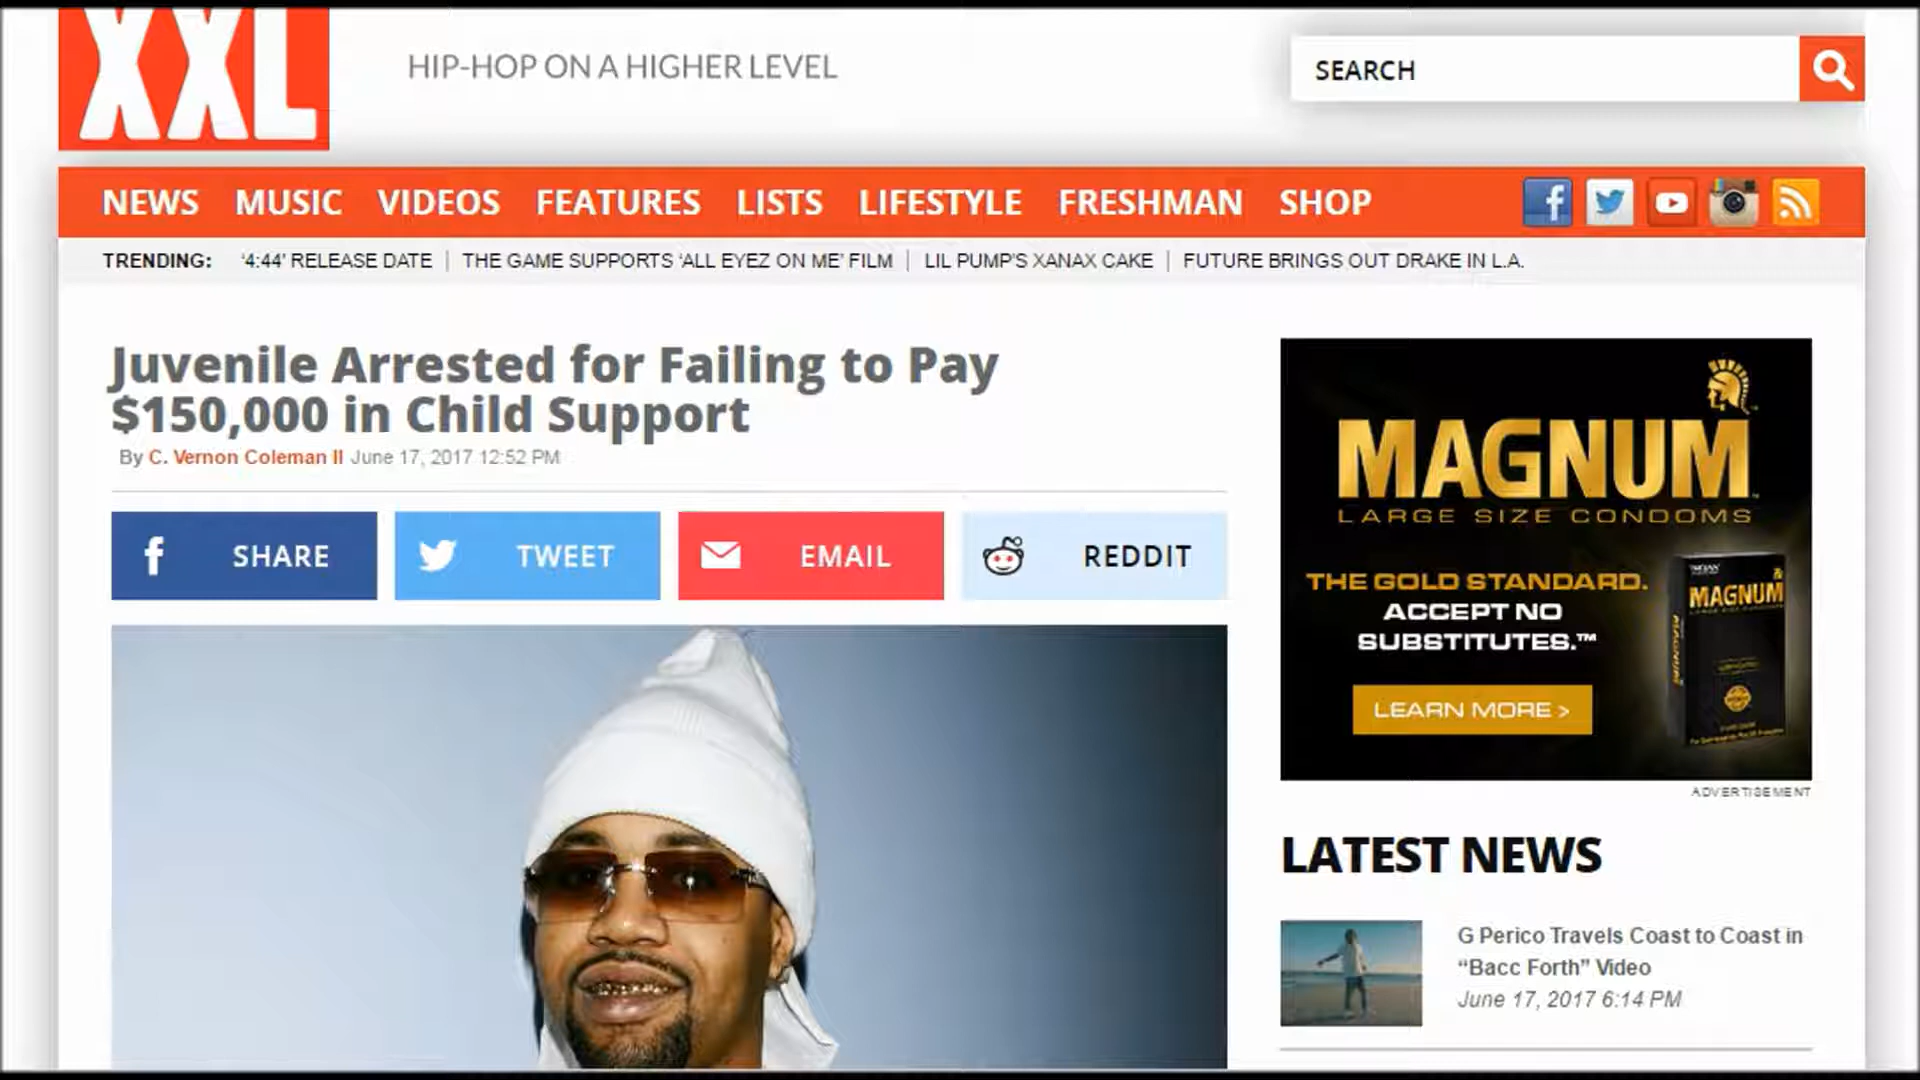 XXL
HIP-HOP ON A HIGHER LEVEL
SEARCH
NEWS MUSIC VIDEOS FEATURES LISTS LIFESTYLE FRESHMAN SHOP
TRENDING: '4:44' RELEASE DATE | THE GAME SUPPORTS 'ALL EYEZ ON ME' FILM | LIL PUMP'S XANAX CAKE | FUTURE BRINGS OUT DRAKE IN L.A.
Juvenile Arrested for Failing to Pay
$150,000 in Child Support
By C. Vernon Coleman II June 17, 2017 12:52 PM
SHARE TWEET EMAIL REDDIT
MAGNUM
LARGE SIZE CONDOMS
THE GOLD STANDARD.
ACCEPT NO
SUBSTITUTES.™
LEARN MORE >
TROJAN
MAGNUM
ADVERTISEMENT
LATEST NEWS
G Perico Travels Coast to Coast in
“Bacc Forth” Video
June 17, 2017 6:14 PM